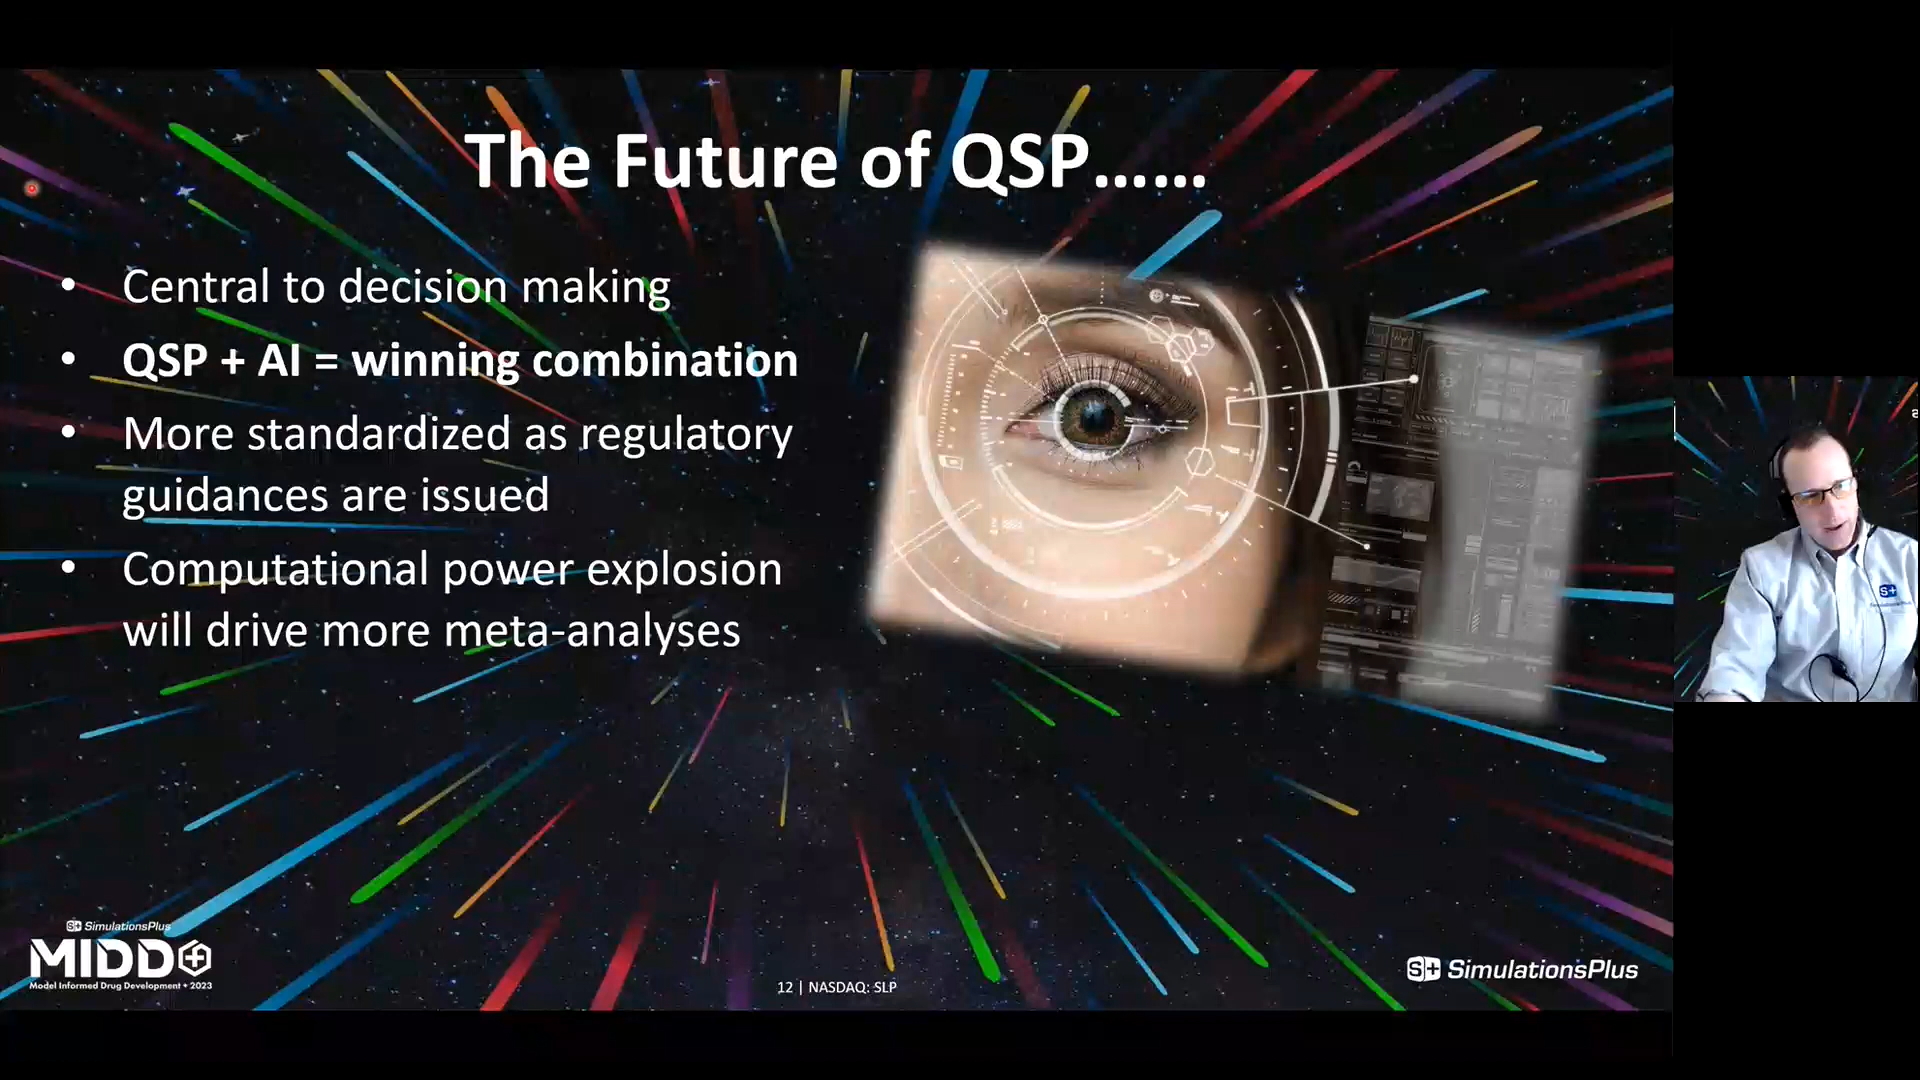 The Future of QSP......
• Central to decision making
• QSP + AI = winning combination
• More standardized as regulatory
guidances are issued
• Computational power explosion
will drive more meta-analyses
S+ SimulationsPlus
MIDD+
Model Informed Drug Development + 2023
12 | NASDAQ: SLP
S+ SimulationsPlus
S+